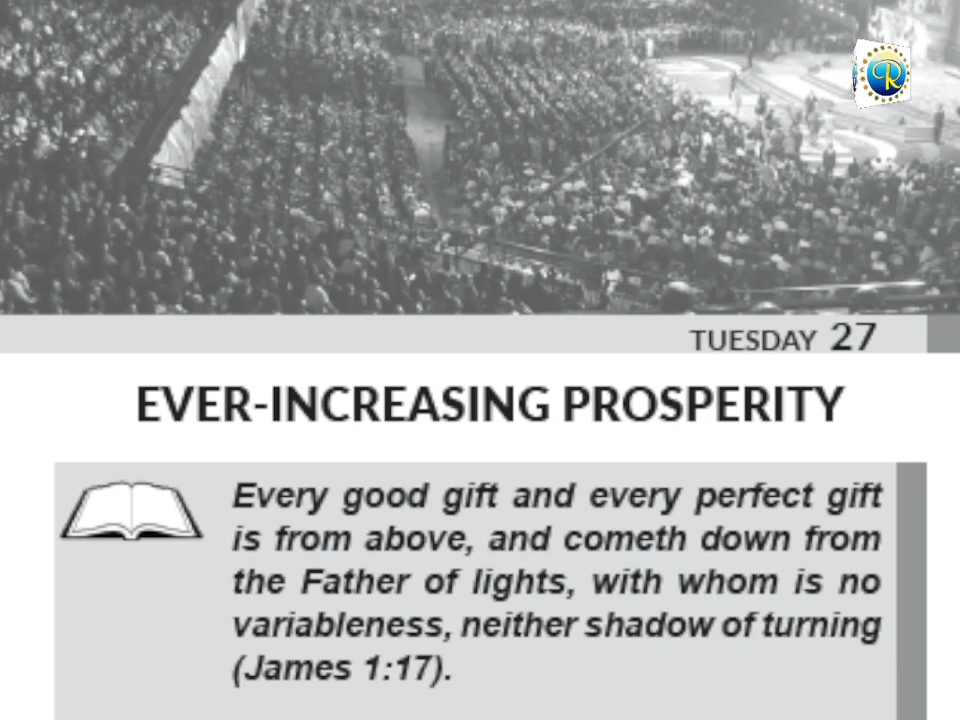 R
TUESDAY 27
EVER-INCREASING PROSPERITY
Every good gift and every perfect gift
is from above, and cometh down from
the Father of lights, with whom is no
variableness, neither shadow of turning
(James 1:17).